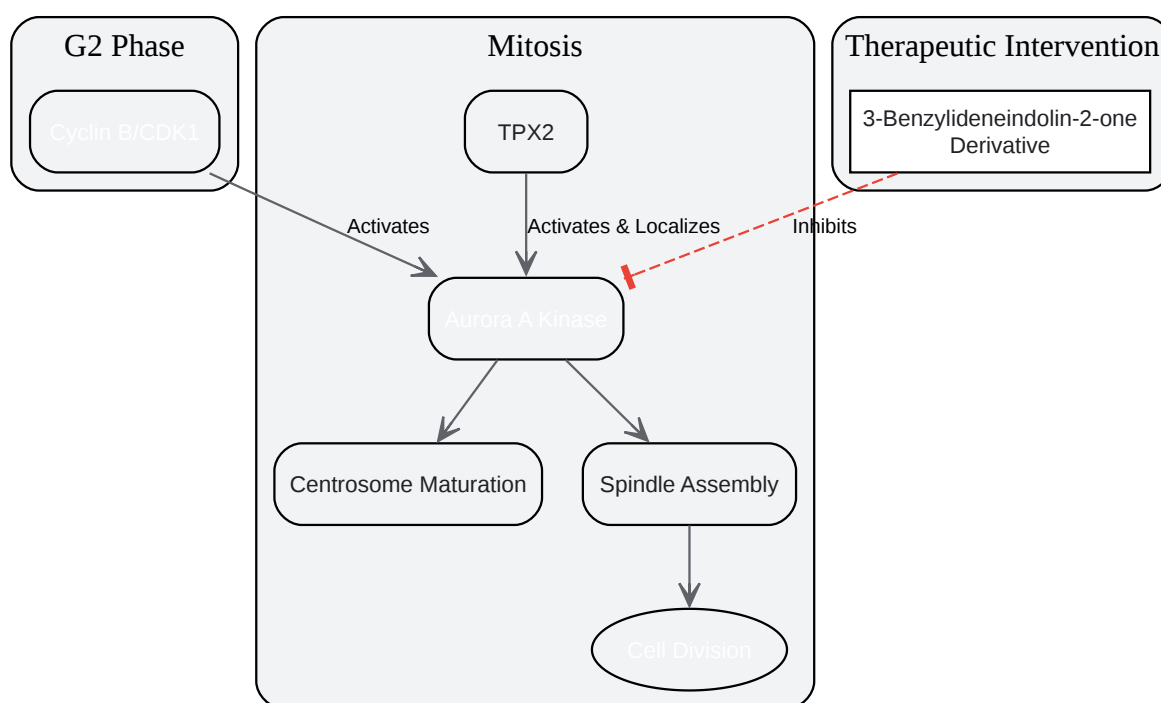 G2 Phase
Mitosis
Therapeutic Intervention
Cyclin B/CDK1
TPX2
3-Benzylideneindolin-2-one
Derivative
Activates
Activates & Localizes
Inhibits
Aurora A Kinase
Centrosome Maturation
Spindle Assembly
Cell Division